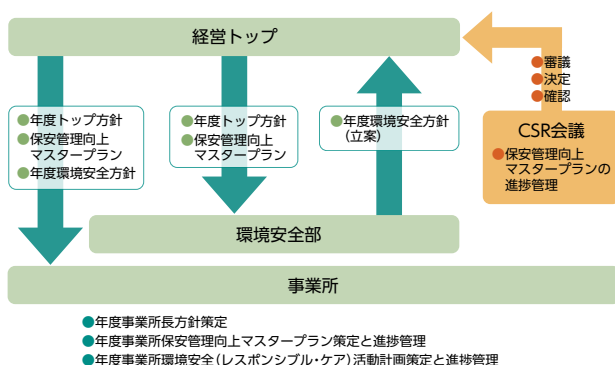 経営トップ
●審議
●決定
●確認
●年度トップ方針
●保安管理向上
マスタープラン
●年度環境安全方針
●年度トップ方針
●保安管理向上
マスタープラン
●年度環境安全方針
(立案)
CSR会議
●保安管理向上
マスタープランの
進捗管理
環境安全部
事業所
●年度事業所長方針策定
●年度事業所保安管理向上マスタープラン策定と進捗管理
●年度事業所環境安全(レスポンシブル・ケア)活動計画策定と進捗管理